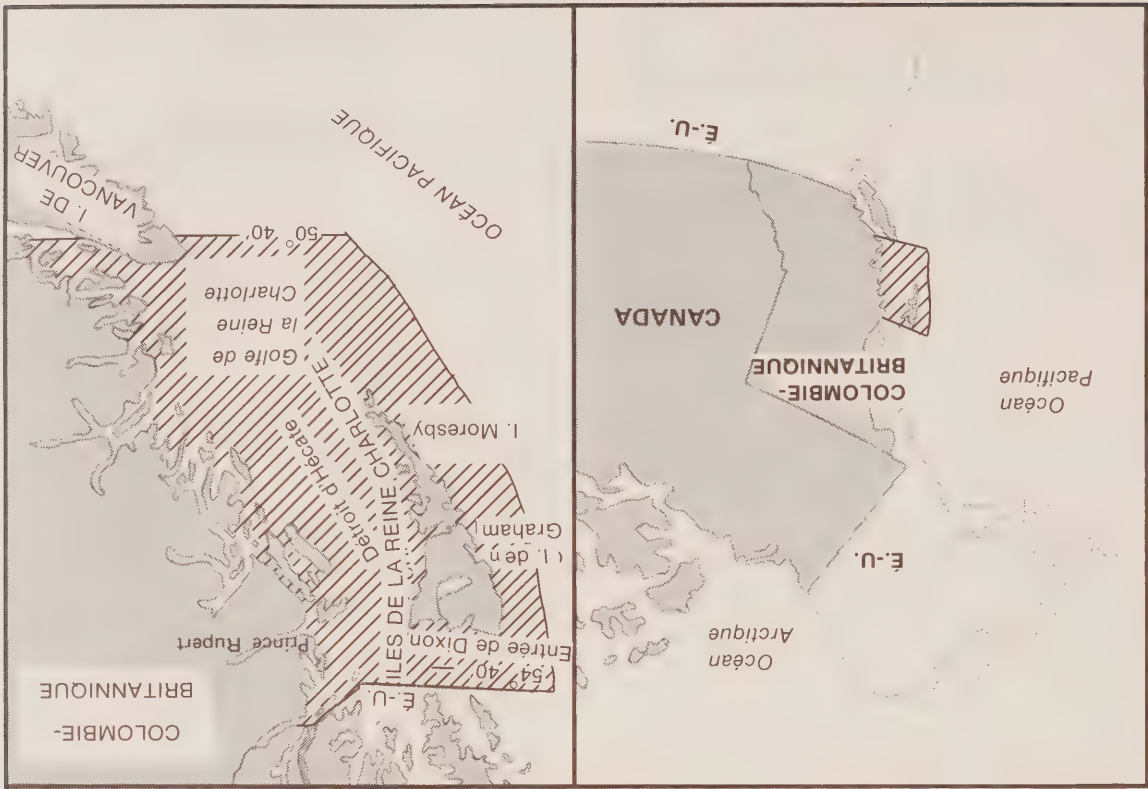 Océan
Arctique
É.-U.
Océan
Pacifique
COLOMBIE-
BRITANNIQUE
CANADA
É.-U.
COLOMBIE-
BRITANNIQUE
É.-U.
54° 40'
Entrée de Dixon
Prince Rupert
I. de
Graham
ILES DE LA REINE CHARLOTTE
Détroit d'Hécate
I. Moresby
Golfe de
la Reine
Charlotte
50° 40'
I. DE
VANCOUVER
OCÉAN PACIFIQUE